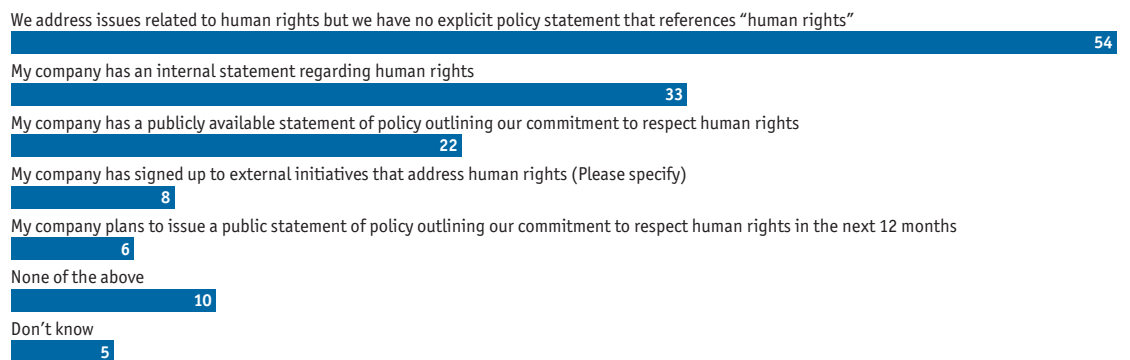 We address issues related to human rights but we have no explicit policy statement that references “human rights”
54
My company has an internal statement regarding human rights
33
My company has a publicly available statement of policy outlining our commitment to respect human rights
22
My company has signed up to external initiatives that address human rights (Please specify)
8
My company plans to issue a public statement of policy outlining our commitment to respect human rights in the next 12 months
6
None of the above
10
Don’t know
5